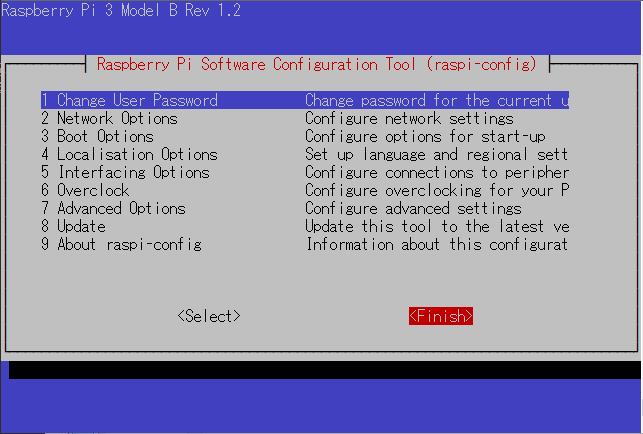 Raspberry Pi 3 Model B Rev 1.2
Raspberry Pi Software Configuration Tool (raspi-config)
1 Change User Password Change password for the current u
2 Network Options Configure network settings
3 Boot Options Configure options for start-up
4 Localisation Options Set up language and regional sett
5 Interfacing Options Configure connections to peripher
6 Overclock Configure overclocking for your P
7 Advanced Options Configure advanced settings
8 Update Update this tool to the latest ve
9 About raspi-config Information about this configurat
<Select> <Finish>